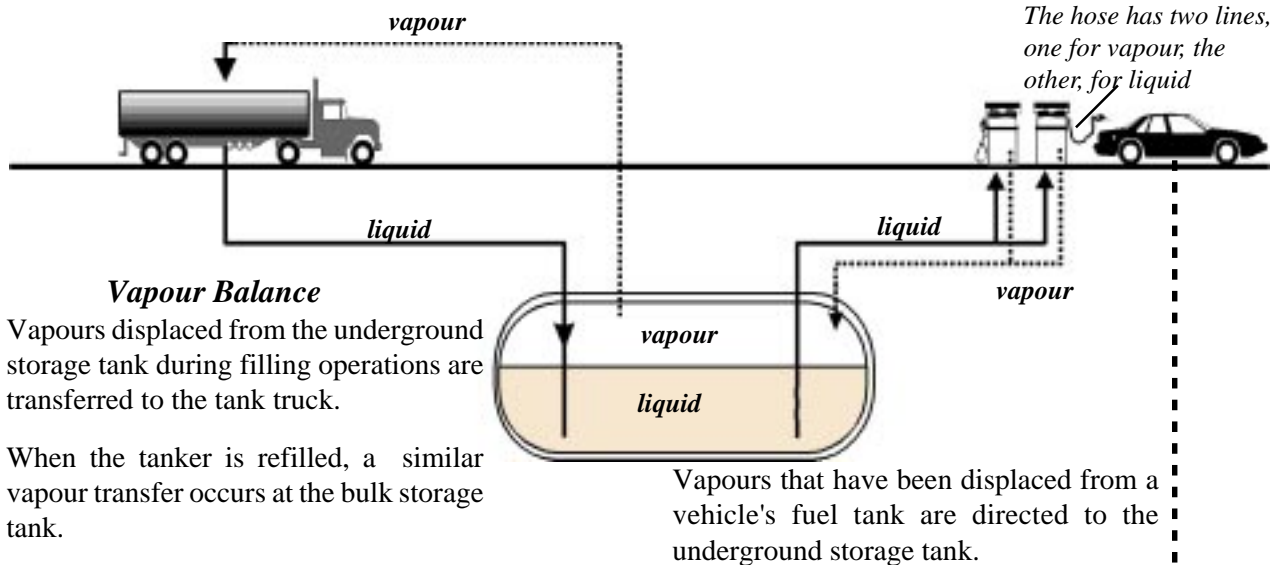 vapour
The hose has two lines,
one for vapour, the
other, for liquid
liquid
liquid
Vapour Balance
vapour
Vapours displaced from the underground
storage tank during filling operations are
transferred to the tank truck.
vapour
liquid
When the tanker is refilled, a similar
vapour transfer occurs at the bulk storage
tank.
Vapours that have been displaced from a
vehicle's fuel tank are directed to the
underground storage tank.